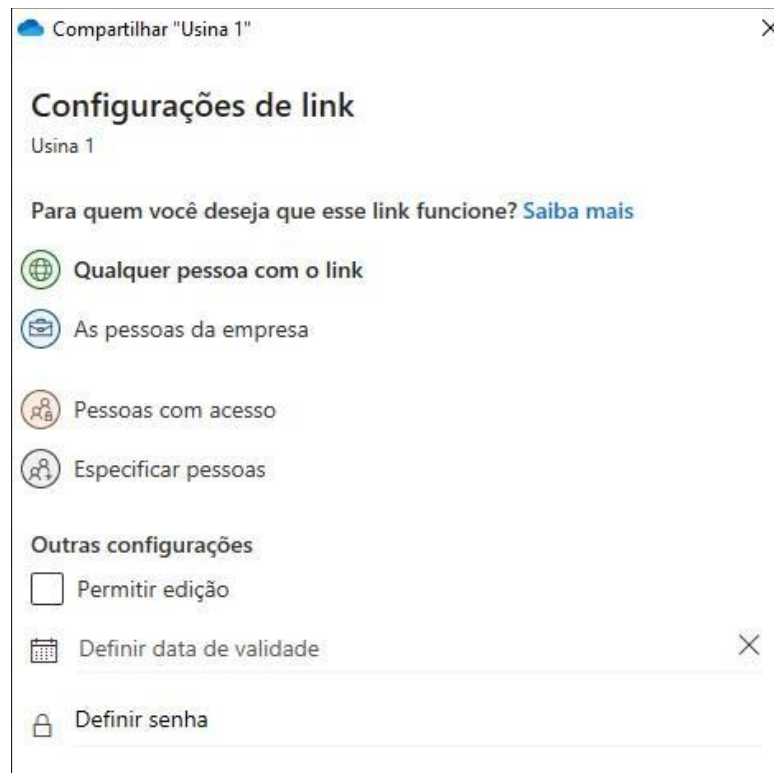 Compartilhar "Usina 1"
Configurações de link
Usina 1
Para quem você deseja que esse link funcione? Saiba mais
Qualquer pessoa com o link
As pessoas da empresa
Pessoas com acesso
Especificar pessoas
Outras configurações
Permitir edição
Definir data de validade
Definir senha